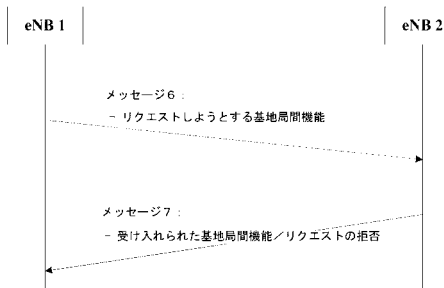 eNB 1
eNB 2
メッセージ6：
－ リクエストしようとする基地局間機能
メッセージ7：
－ 受け入れられた基地局間機能／リクエストの拒否